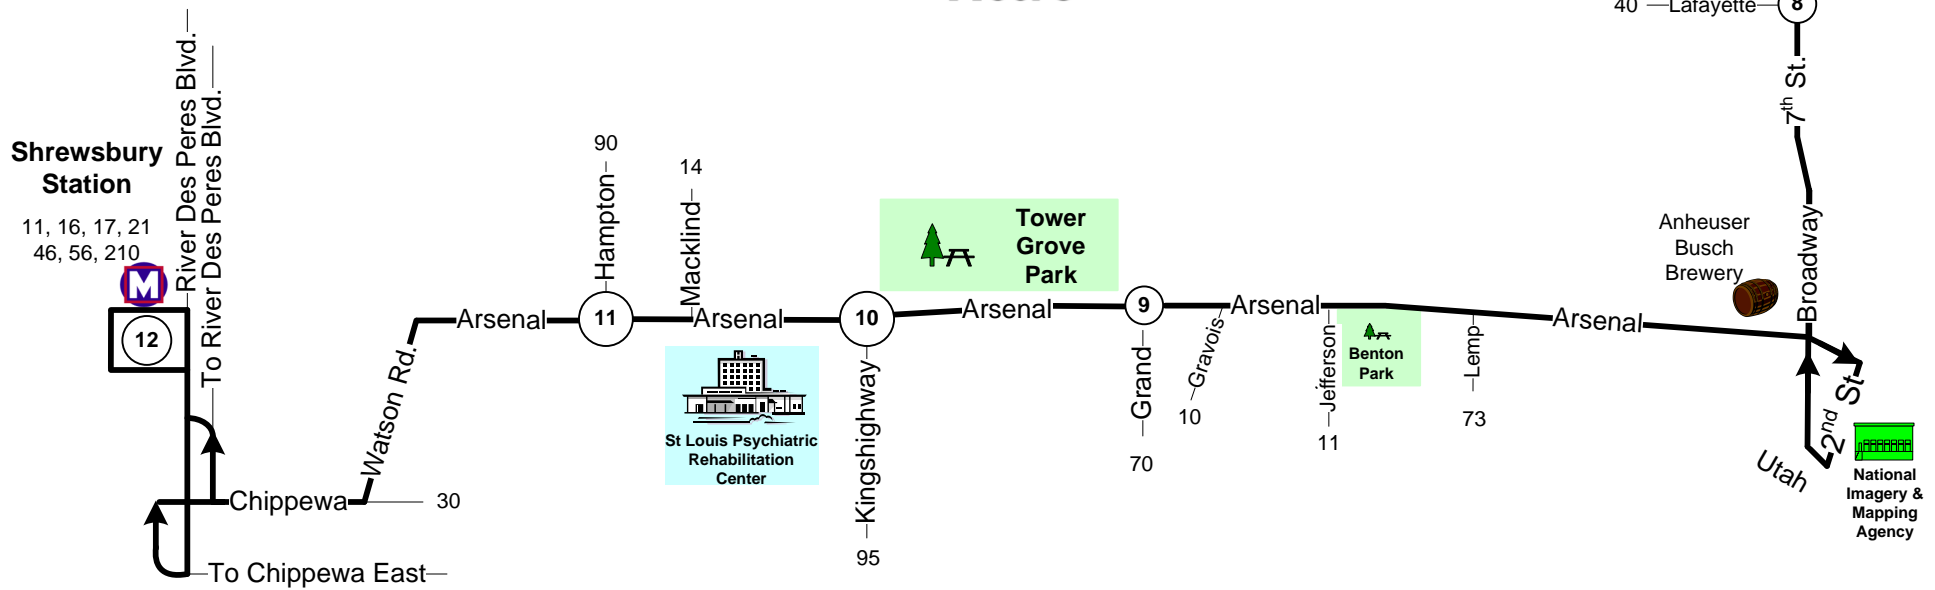 40
Lafayette
8
7th St.
Broadway
Anheuser
Busch
Brewery
River Des Peres Blvd.
To River Des Peres Blvd.
Shrewsbury
Station
11, 16, 17, 21
46, 56, 210
M
12
Chippewa
30
To Chippewa East
Watson Rd.
Arsenal
90
Hampton
11
14
Macklind
Arsenal
St Louis Psychiatric
Rehabilitation
Center
10
Kingshighway
95
Tower
Grove
Park
Arsenal
9
Grand
70
Gravois
10
Arsenal
Jefferson
11
Benton
Park
Lemp
73
Arsenal
2nd St
Utah
National
Imagery &
Mapping
Agency